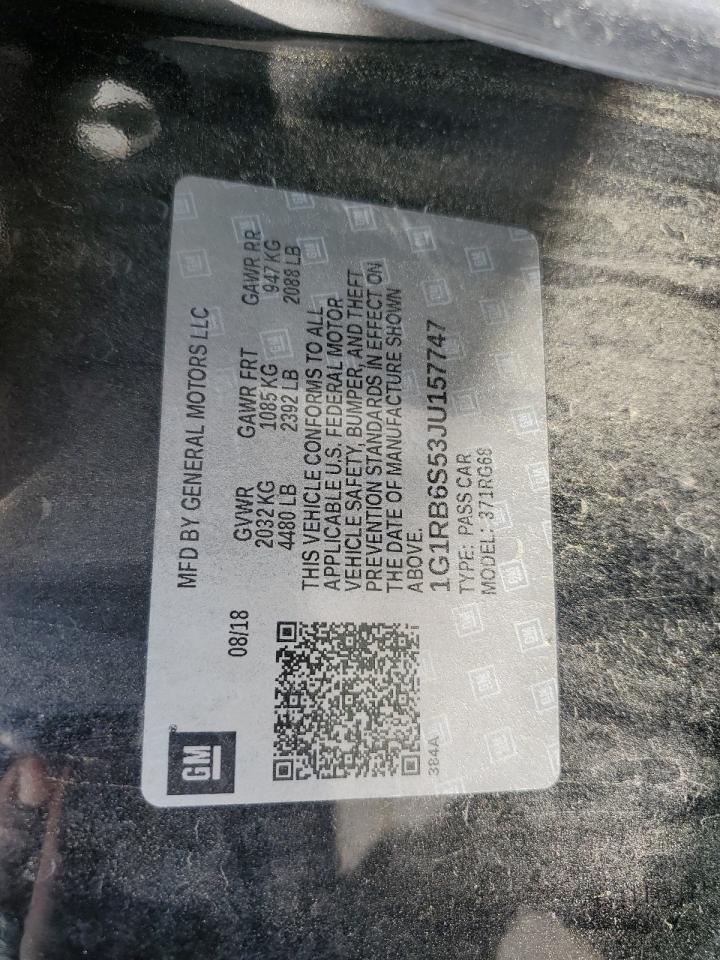 GM
MFD BY GENERAL MOTORS LLC
08/18
GVWR GAWR FRT GAWR RR
2032 KG 1085 KG 947 KG
4480 LB 2392 LB 2088 LB
THIS VEHICLE CONFORMS TO ALL
APPLICABLE U.S. FEDERAL MOTOR
VEHICLE SAFETY, BUMPER, AND THEFT
PREVENTION STANDARDS IN EFFECT ON
THE DATE OF MANUFACTURE SHOWN
ABOVE.
1G1RB6S53JU157747
TYPE: PASS CAR
MODEL: 371RG68
384A